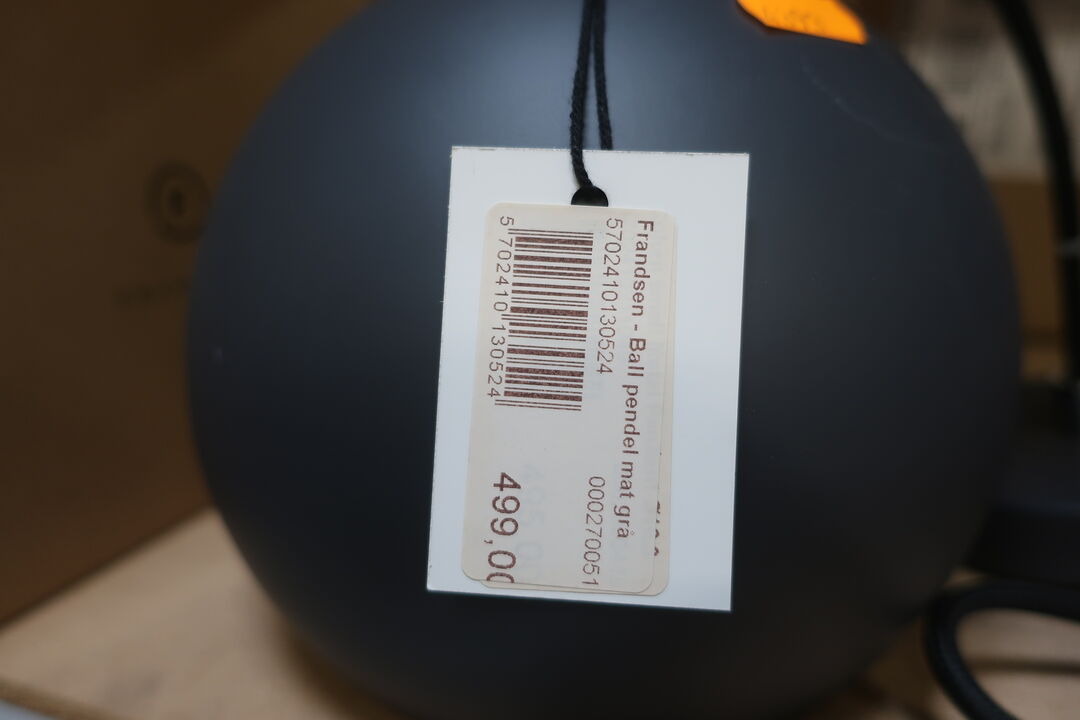 Frandsen - Ball pendel mat grå
5702410130524
000270051
5 702410 130524
499,00